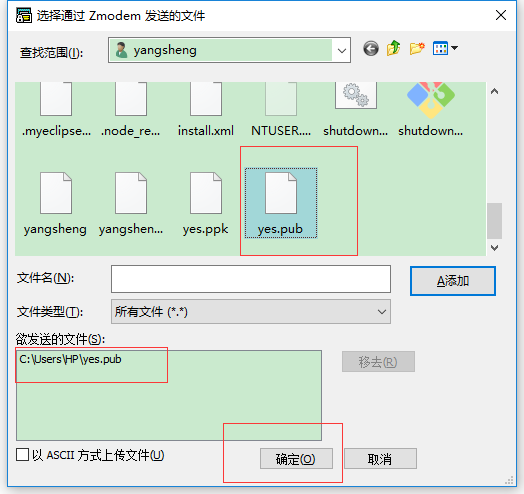 选择通过 Zmodem 发送的文件
查找范围(I):
yangsheng
.myeclipse...
.node_re...
install.xml
NTUSER....
shutdown...
shutdown...
yangsheng
yangshen...
yes.ppk
yes.pub
文件名(N):
A添加
文件类型(T):
所有文件 (*.*)
欲发送的文件(S):
C:\Users\HP\yes.pub
移去(R)
以 ASCII 方式上传文件(U)
确定(O)
取消